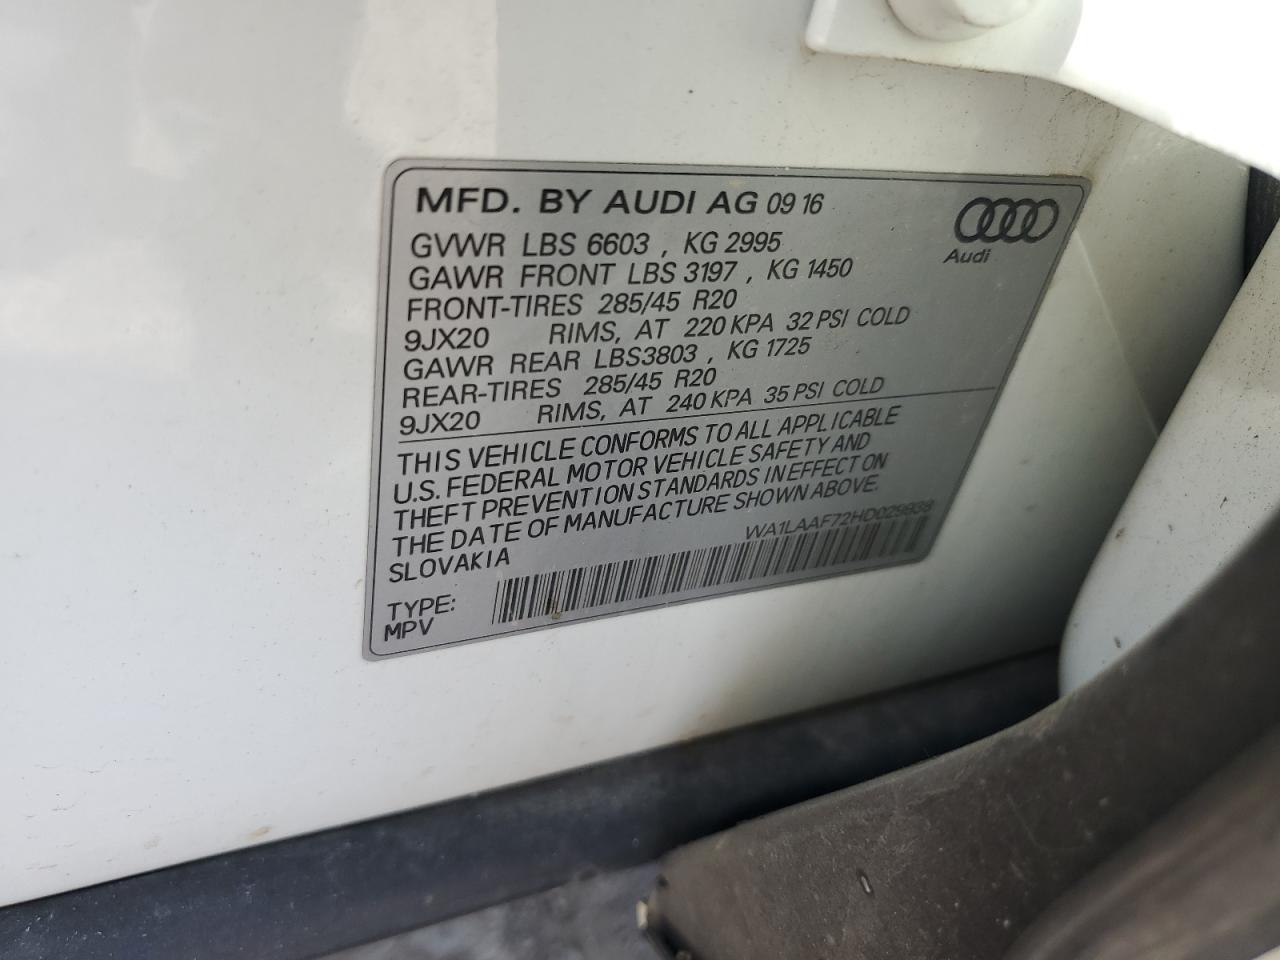 MFD. BY AUDI AG 09 16
GVWR LBS 6603 , KG 2995
GAWR FRONT LBS 3197 , KG 1450
FRONT-TIRES 285/45 R20
9JX20 RIMS, AT 220 KPA 32 PSI COLD
GAWR REAR LBS3803 , KG 1725
REAR-TIRES 285/45 R20
9JX20 RIMS, AT 240 KPA 35 PSI COLD
Audi
THIS VEHICLE CONFORMS TO ALL APPLICABLE
U.S. FEDERAL MOTOR VEHICLE SAFETY AND
THEFT PREVENTION STANDARDS IN EFFECT ON
THE DATE OF MANUFACTURE SHOWN ABOVE.
SLOVAKIA
TYPE:
MPV